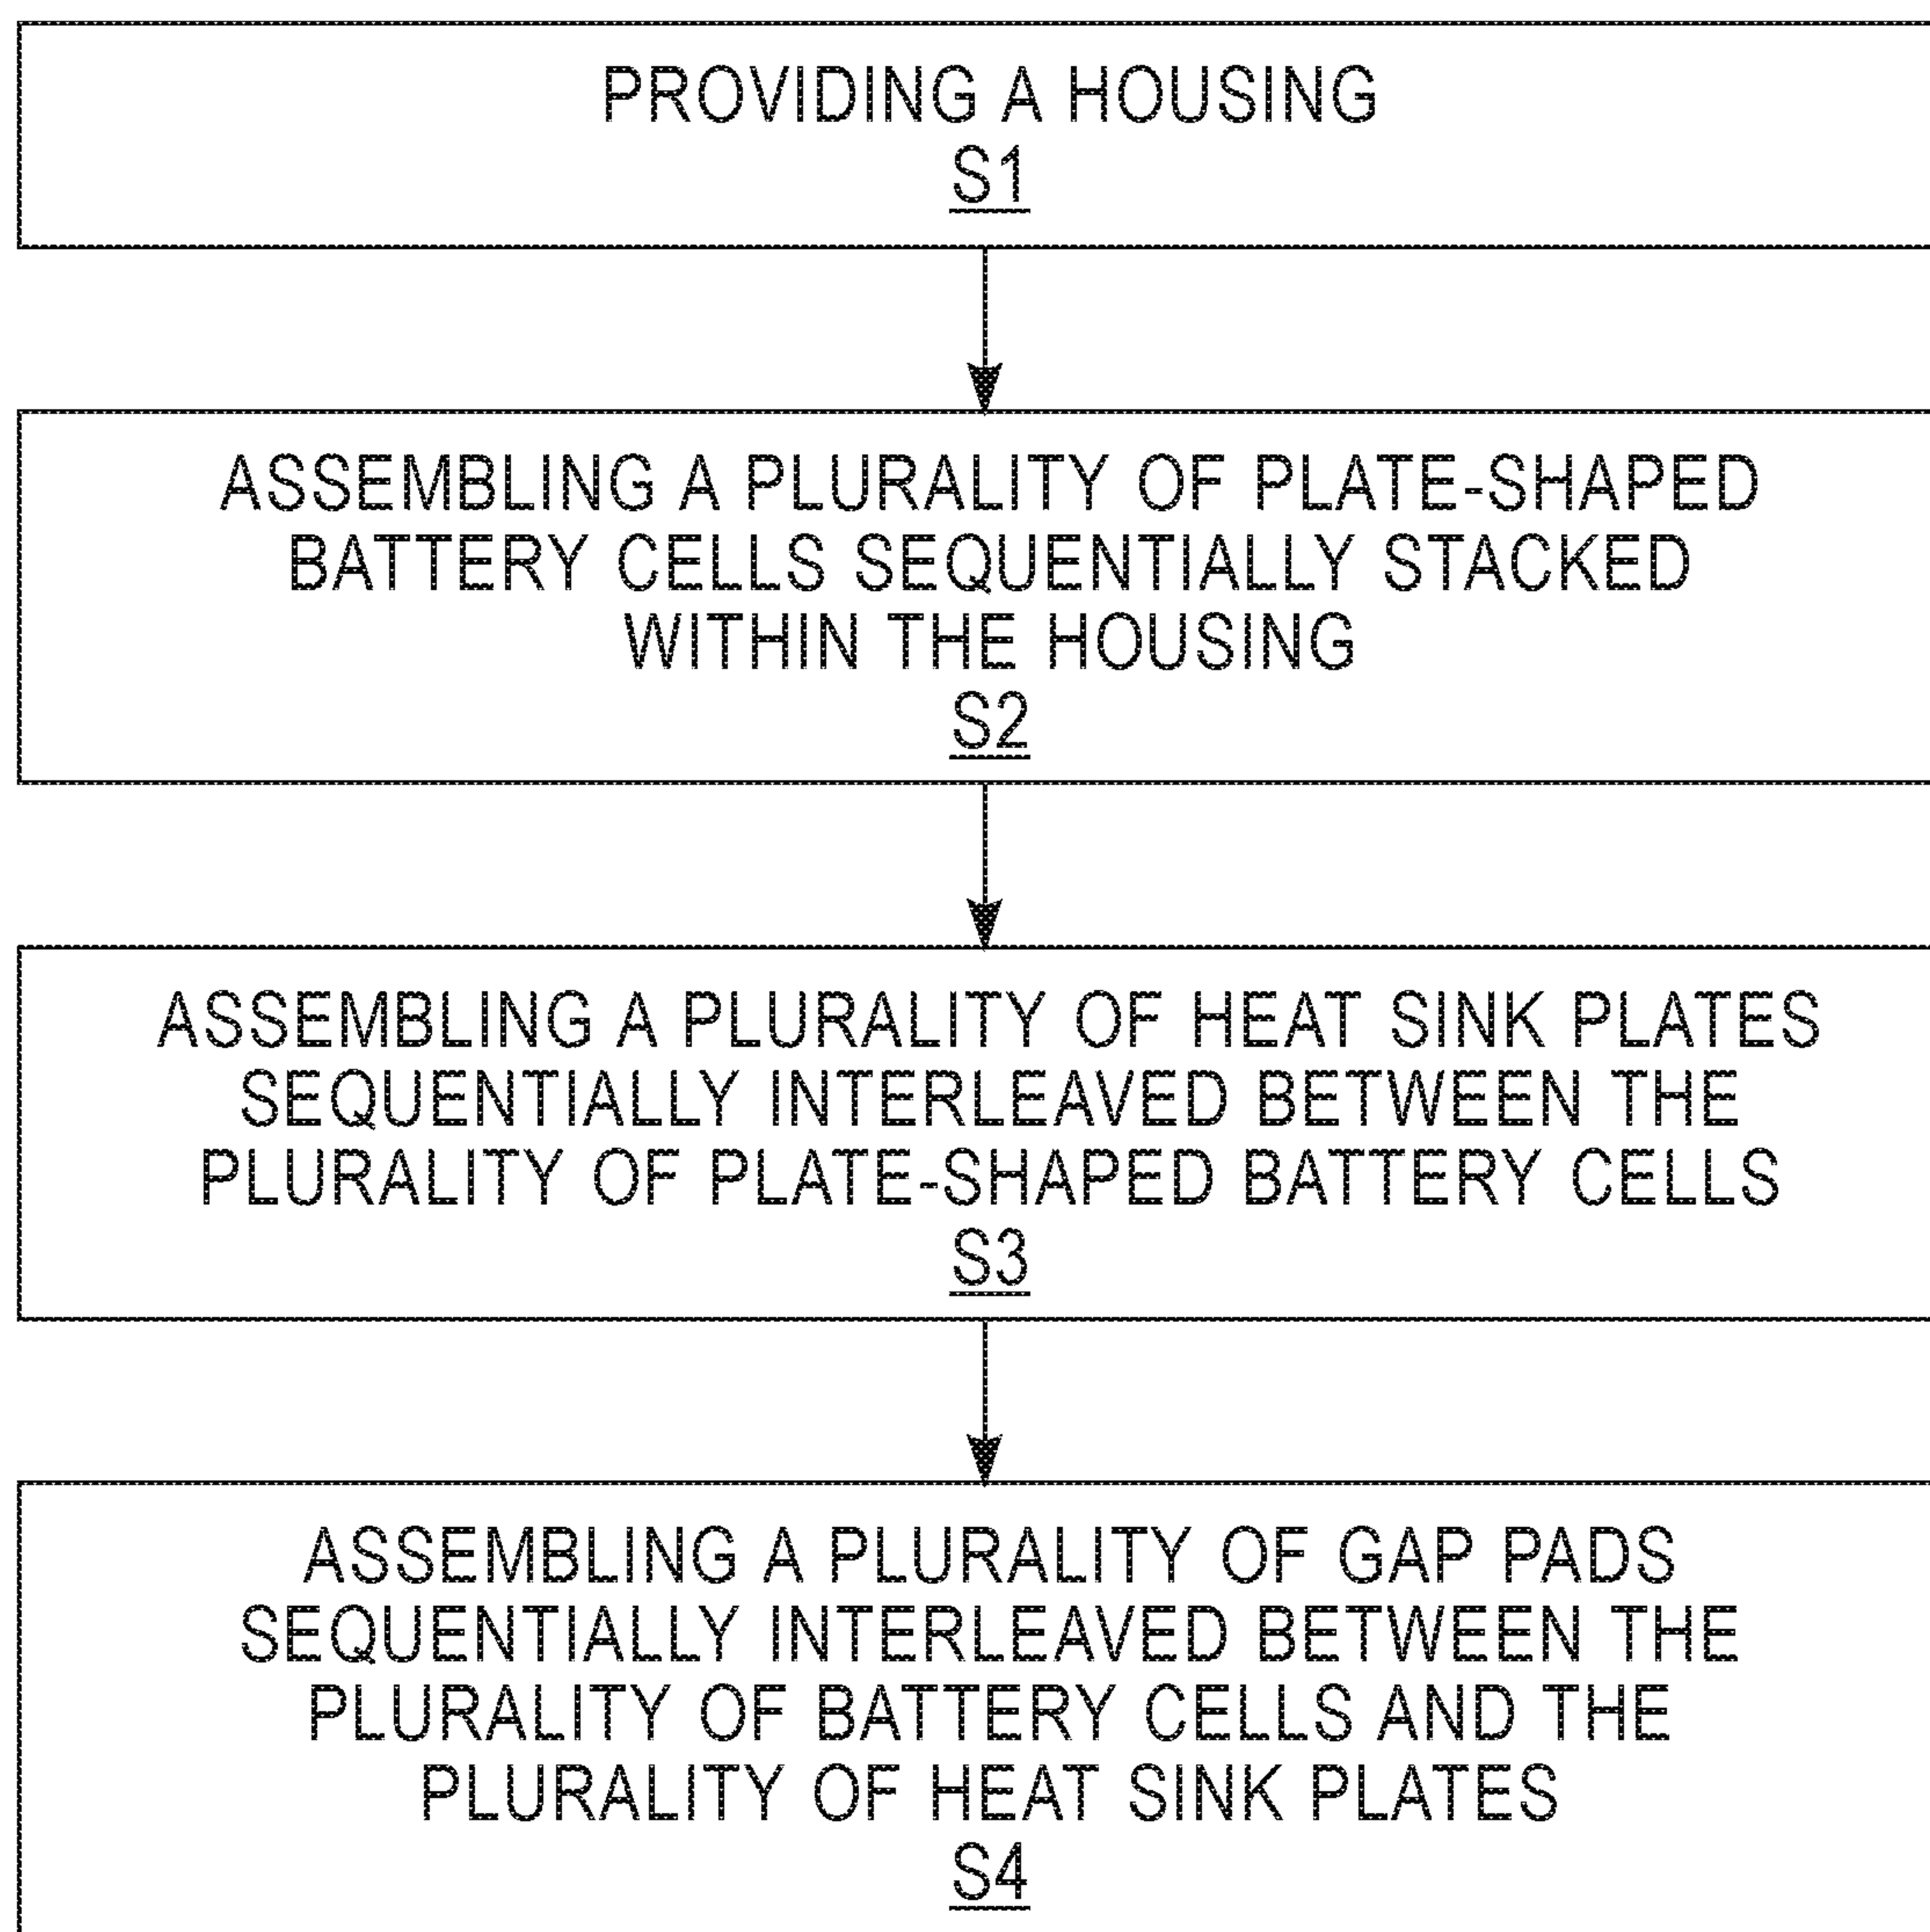 PROVIDING A HOUSING
S1
ASSEMBLING A PLURALITY OF PLATE-SHAPED
BATTERY CELLS SEQUENTIALLY STACKED
WITHIN THE HOUSING
S2
ASSEMBLING A PLURALITY OF HEAT SINK PLATES
SEQUENTIALLY INTERLEAVED BETWEEN THE
PLURALITY OF PLATE-SHAPED BATTERY CELLS
S3
ASSEMBLING A PLURALITY OF GAP PADS
SEQUENTIALLY INTERLEAVED BETWEEN THE
PLURALITY OF BATTERY CELLS AND THE
PLURALITY OF HEAT SINK PLATES
S4